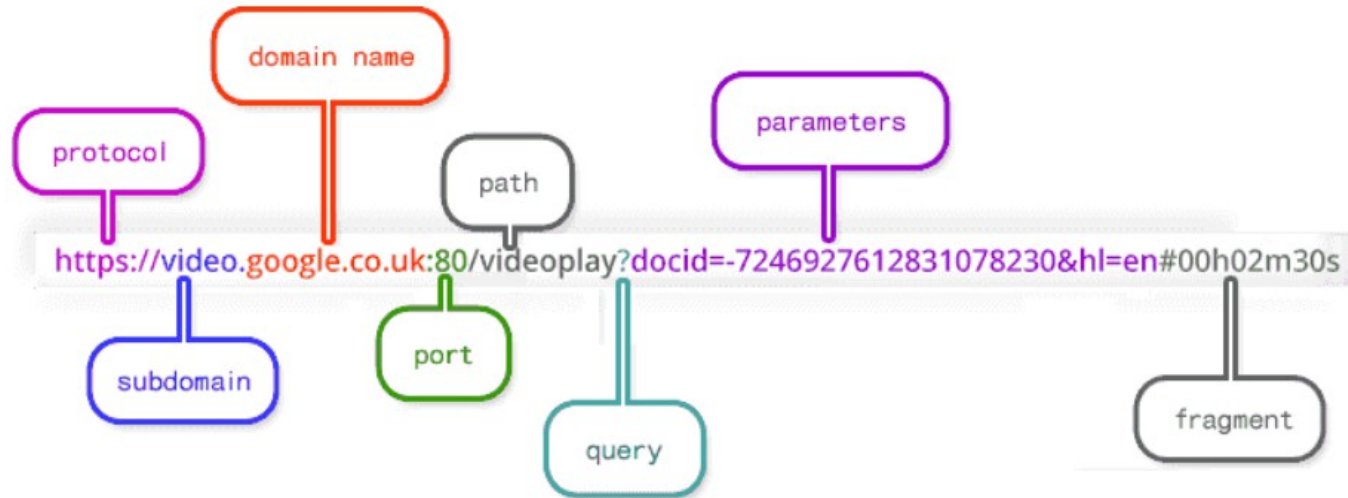 domain name
parameters
protocol
path
https://video.google.co.uk:80/videoplay?docid=-7246927612831078230&hl=en#00h02m30s
port
subdomain
fragment
query